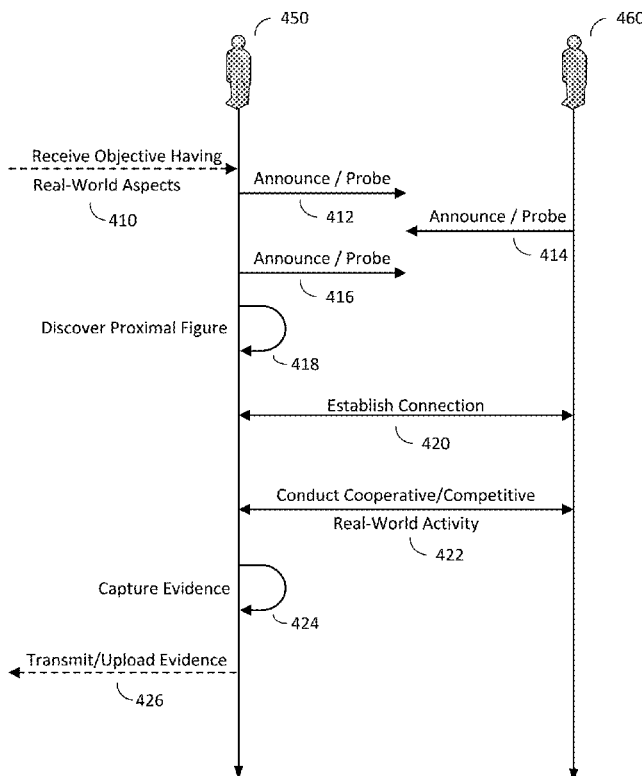 450
460
Receive Objective Having
Real-World Aspects
410
Announce / Probe
412
Announce / Probe
414
Announce / Probe
416
Discover Proximal Figure
418
Establish Connection
420
Conduct Cooperative/Competitive
Real-World Activity
422
Capture Evidence
424
Transmit/Upload Evidence
426